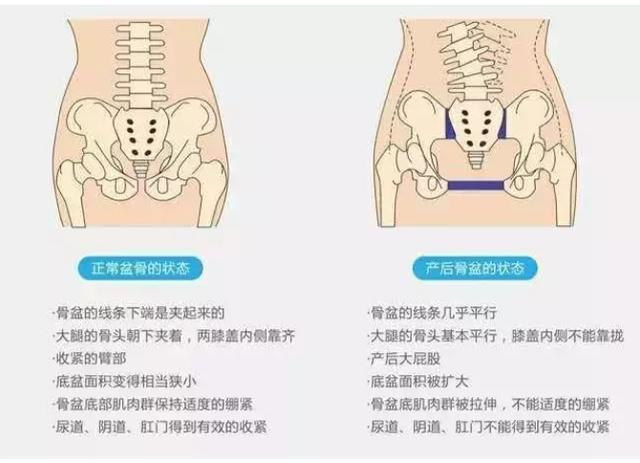 正常盆骨的状态
·骨盆的线条下端是夹起来的
·大腿的骨头朝下夹着，两膝盖内侧靠齐
·收紧的臂部
·底盆面积变得相当狭小
·骨盆底部肌肉群保持适度的绷紧
·尿道、阴道、肛门得到有效的收紧
产后骨盆的状态
·骨盆的线条几乎平行
·大腿的骨头基本平行，膝盖内侧不能靠拢
·产后大屁股
·底盆面积被扩大
·骨盆底肌肉群被拉伸，不能适度的绷紧
·尿道、阴道、肛门不能得到有效的收紧